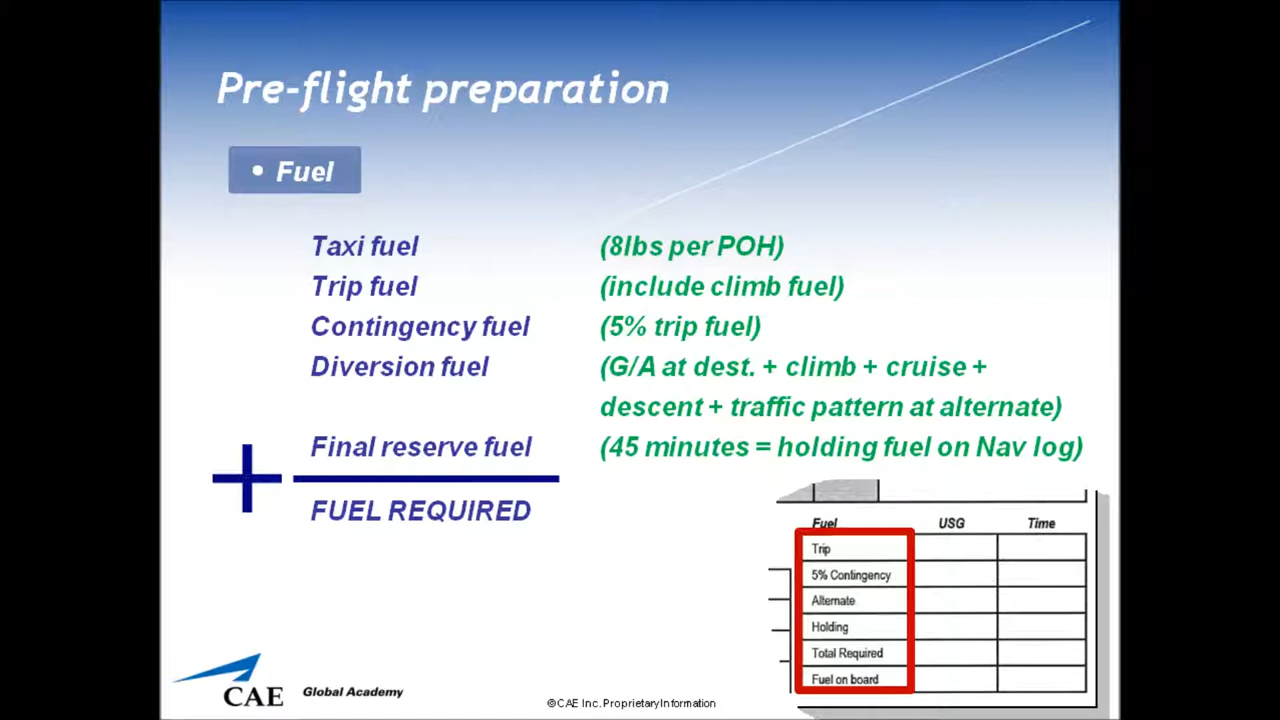 Pre-flight preparation
• Fuel
Taxi fuel (8lbs per POH)
Trip fuel (include climb fuel)
Contingency fuel (5% trip fuel)
Diversion fuel (G/A at dest. + climb + cruise +
descent + traffic pattern at alternate)
Final reserve fuel (45 minutes = holding fuel on Nav log)
+
FUEL REQUIRED
Fuel USG Time
Trip
5% Contingency
Alternate
Holding
Total Required
Fuel on board
CAE Global Academy
© CAE Inc. Proprietary Information